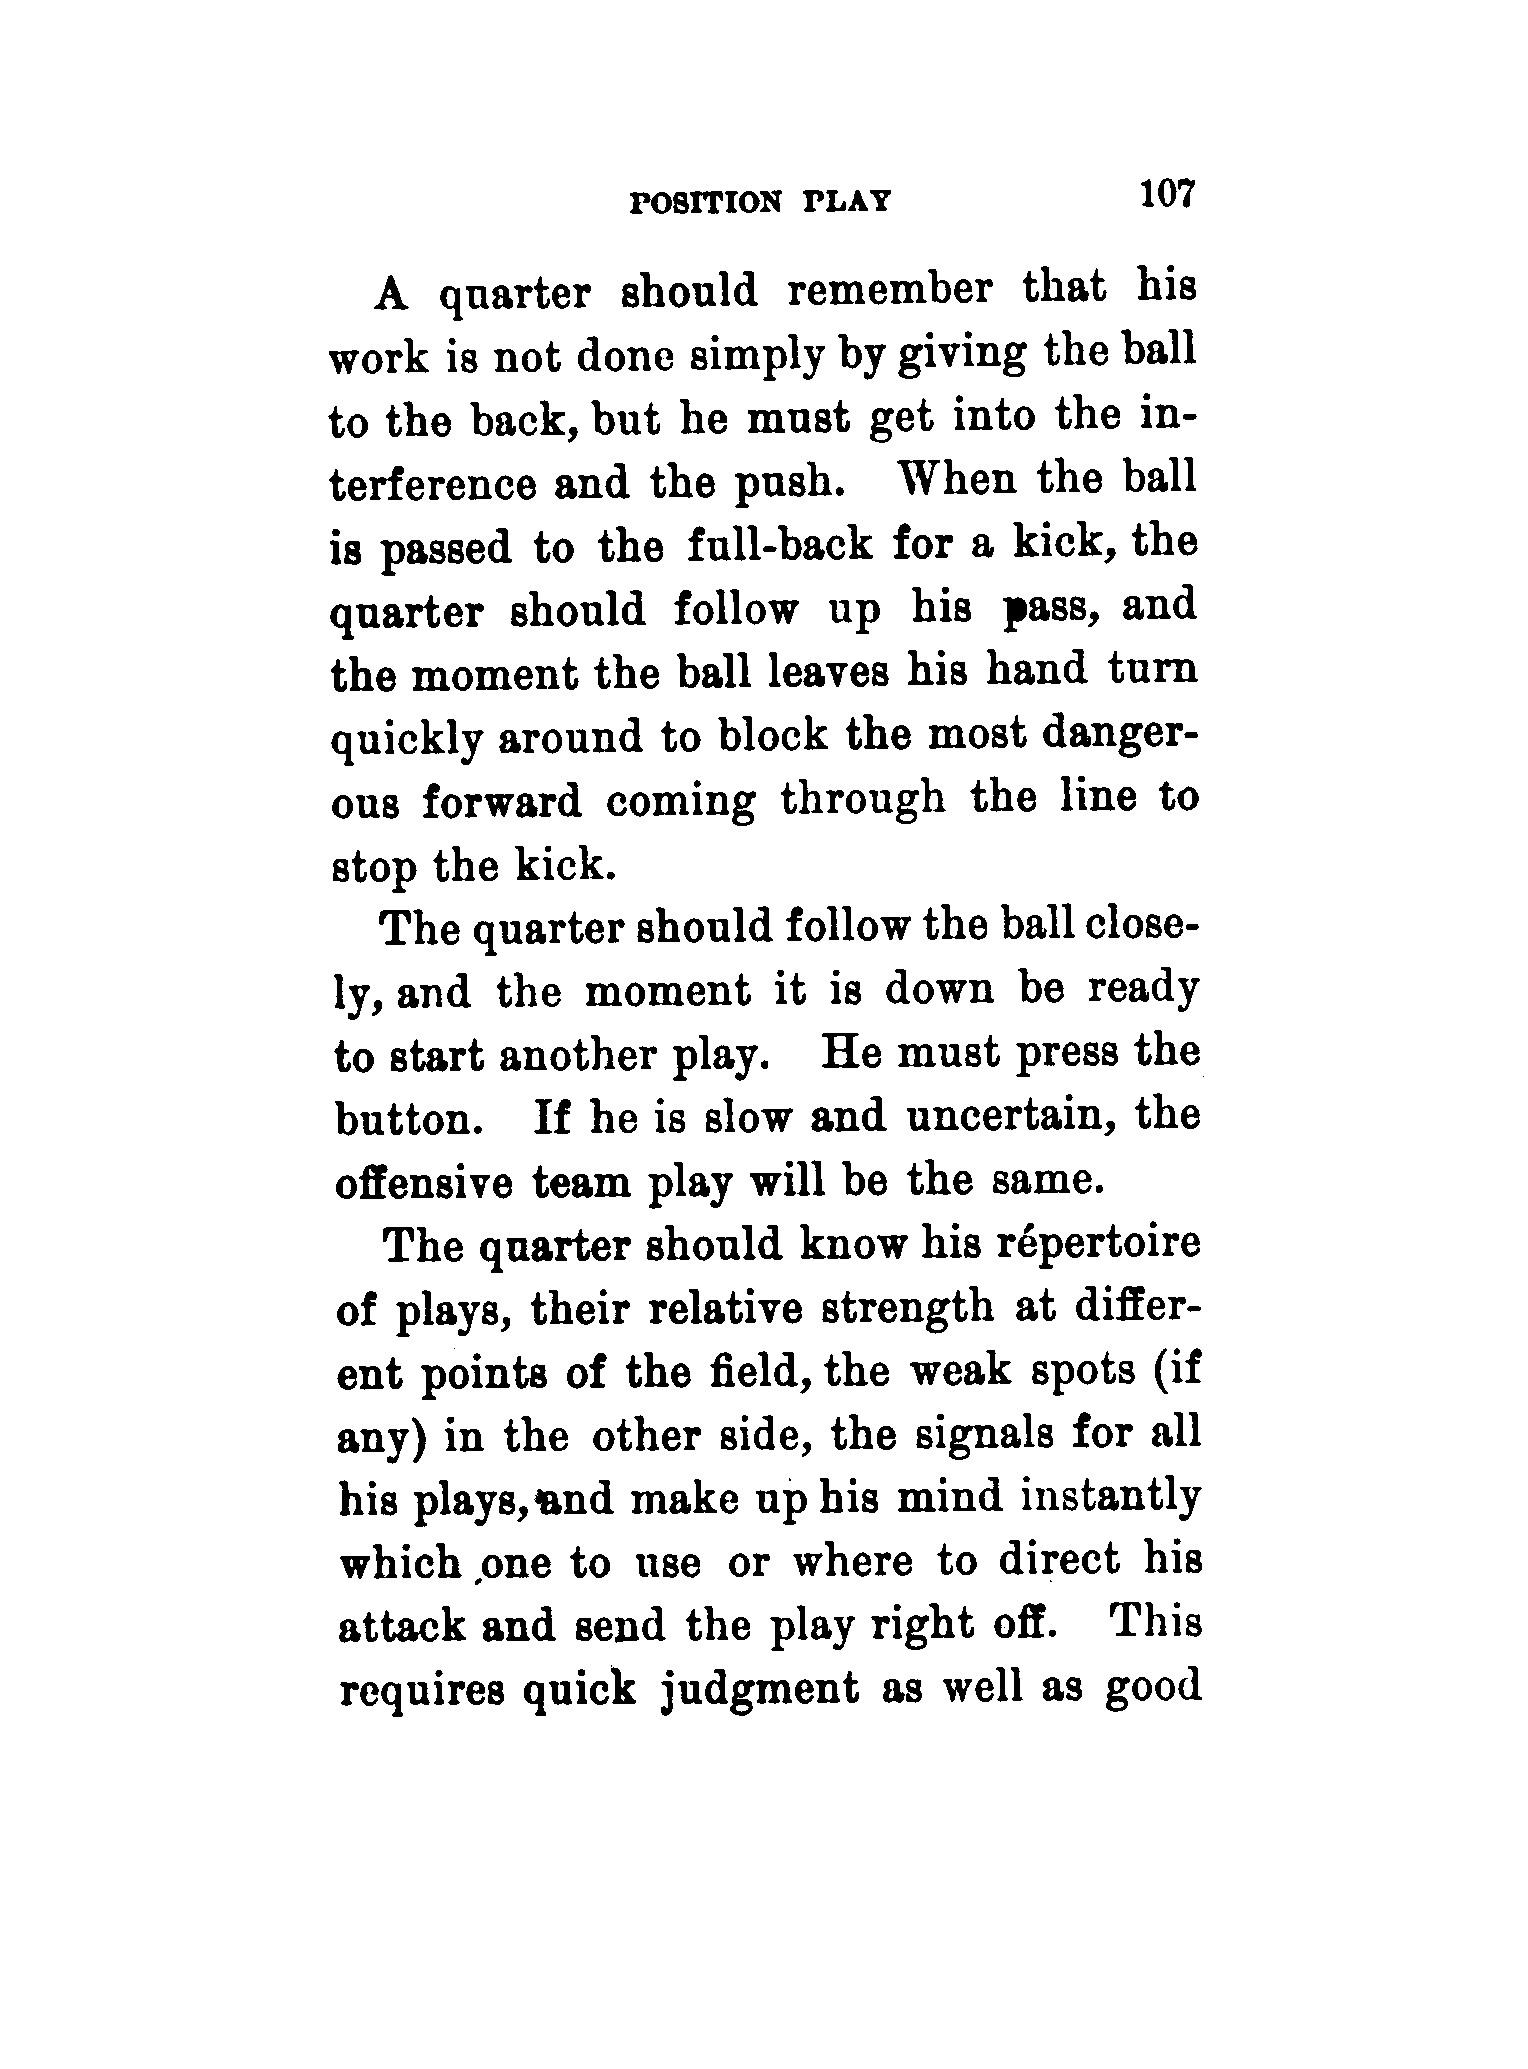 POSITION PLAY 107
A quarter should remember that his
work is not done simply by giving the ball
to the back, but he must get into the in-
terference and the push. When the ball
is passed to the full-back for a kick, the
quarter should follow up his pass, and
the moment the ball leaves his hand turn
quickly around to block the most danger-
ous forward coming through the line to
stop the kick.
The quarter should follow the ball close-
ly, and the moment it is down be ready
to start another play. He must press the
button. If he is slow and uncertain, the
offensive team play will be the same.
The quarter should know his répertoire
of plays, their relative strength at differ-
ent points of the field, the weak spots (if
any) in the other side, the signals for all
his plays, and make up his mind instantly
which one to use or where to direct his
attack and send the play right off. This
requires quick judgment as well as good